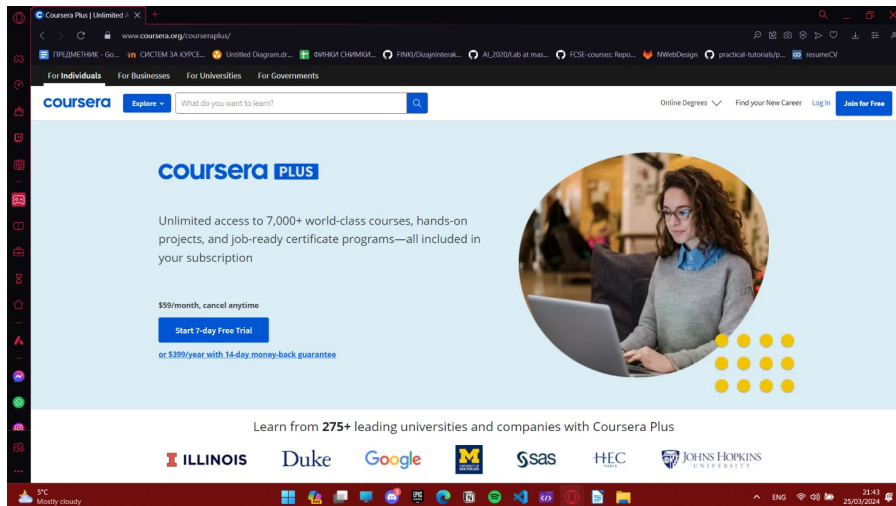 Coursera Plus | Unlimited A
www.coursera.org/courseraplus/
ПРЕДМЕТНИК - Go...
СИСТЕМ ЗА КУРСЕ...
Untitled Diagram.dr...
ФИНКИ СНИМКИ...
FINKI/DizajnInterak...
AI_2020/Lab at mas...
FCSE-courses: Repo...
NWebDesign
practical-tutorials/p...
resumeCV
For Individuals
For Businesses
For Universities
For Governments
coursera
Explore
What do you want to learn?
Online Degrees
Find your New Career
Log In
Join for Free
coursera PLUS
Unlimited access to 7,000+ world-class courses, hands-on
projects, and job-ready certificate programs—all included in
your subscription
$59/month, cancel anytime
Start 7-day Free Trial
or $399/year with 14-day money-back guarantee
Learn from 275+ leading universities and companies with Coursera Plus
I ILLINOIS
Duke
Google
M
sas
HEC
PARIS
JOHNS HOPKINS
UNIVERSITY
5°C
Mostly cloudy
ENG
21:43
25/03/2024